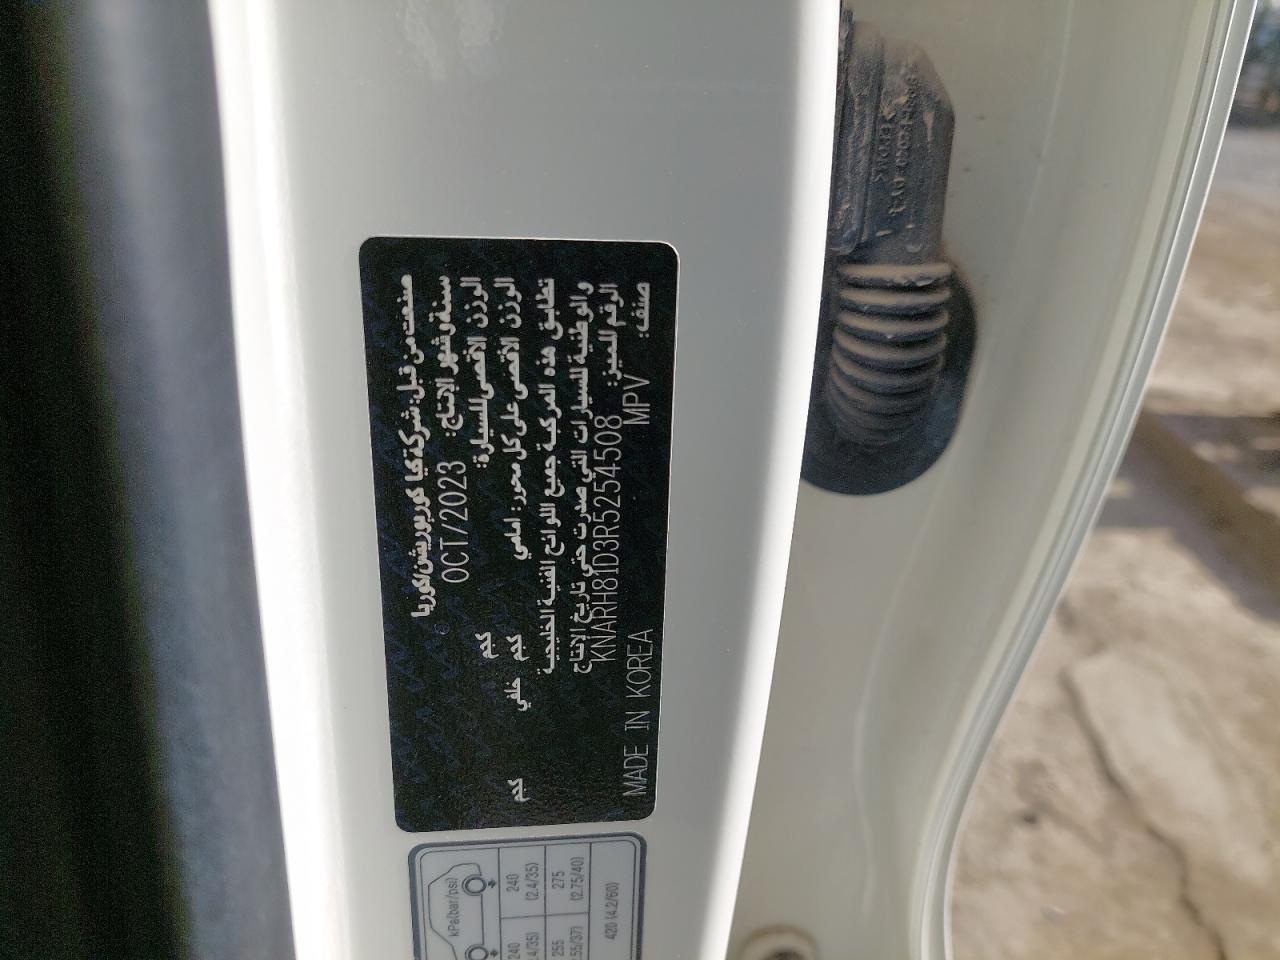 صنعت من قبل: شركة كيا كوربوريشن/كوريا
سنة وشهر الإنتاج: OCT/2023
الوزن الأقصى للسيارة: كجم
الوزن الأقصى على كل محور: أمامي كجم خلفي كجم
تطابق هذه المركبة جميع اللوائح الفنية الخليجية
والوطنية للسيارات التي صدرت حتى تاريخ الإنتاج
الرقم المميز: KNARH81D3R5254508
صنف: MPV MADE IN KOREA
kPa(bar/psi)
240 240
(2.4/35)
255 275
(2.75/40)
420 (4.2/60)